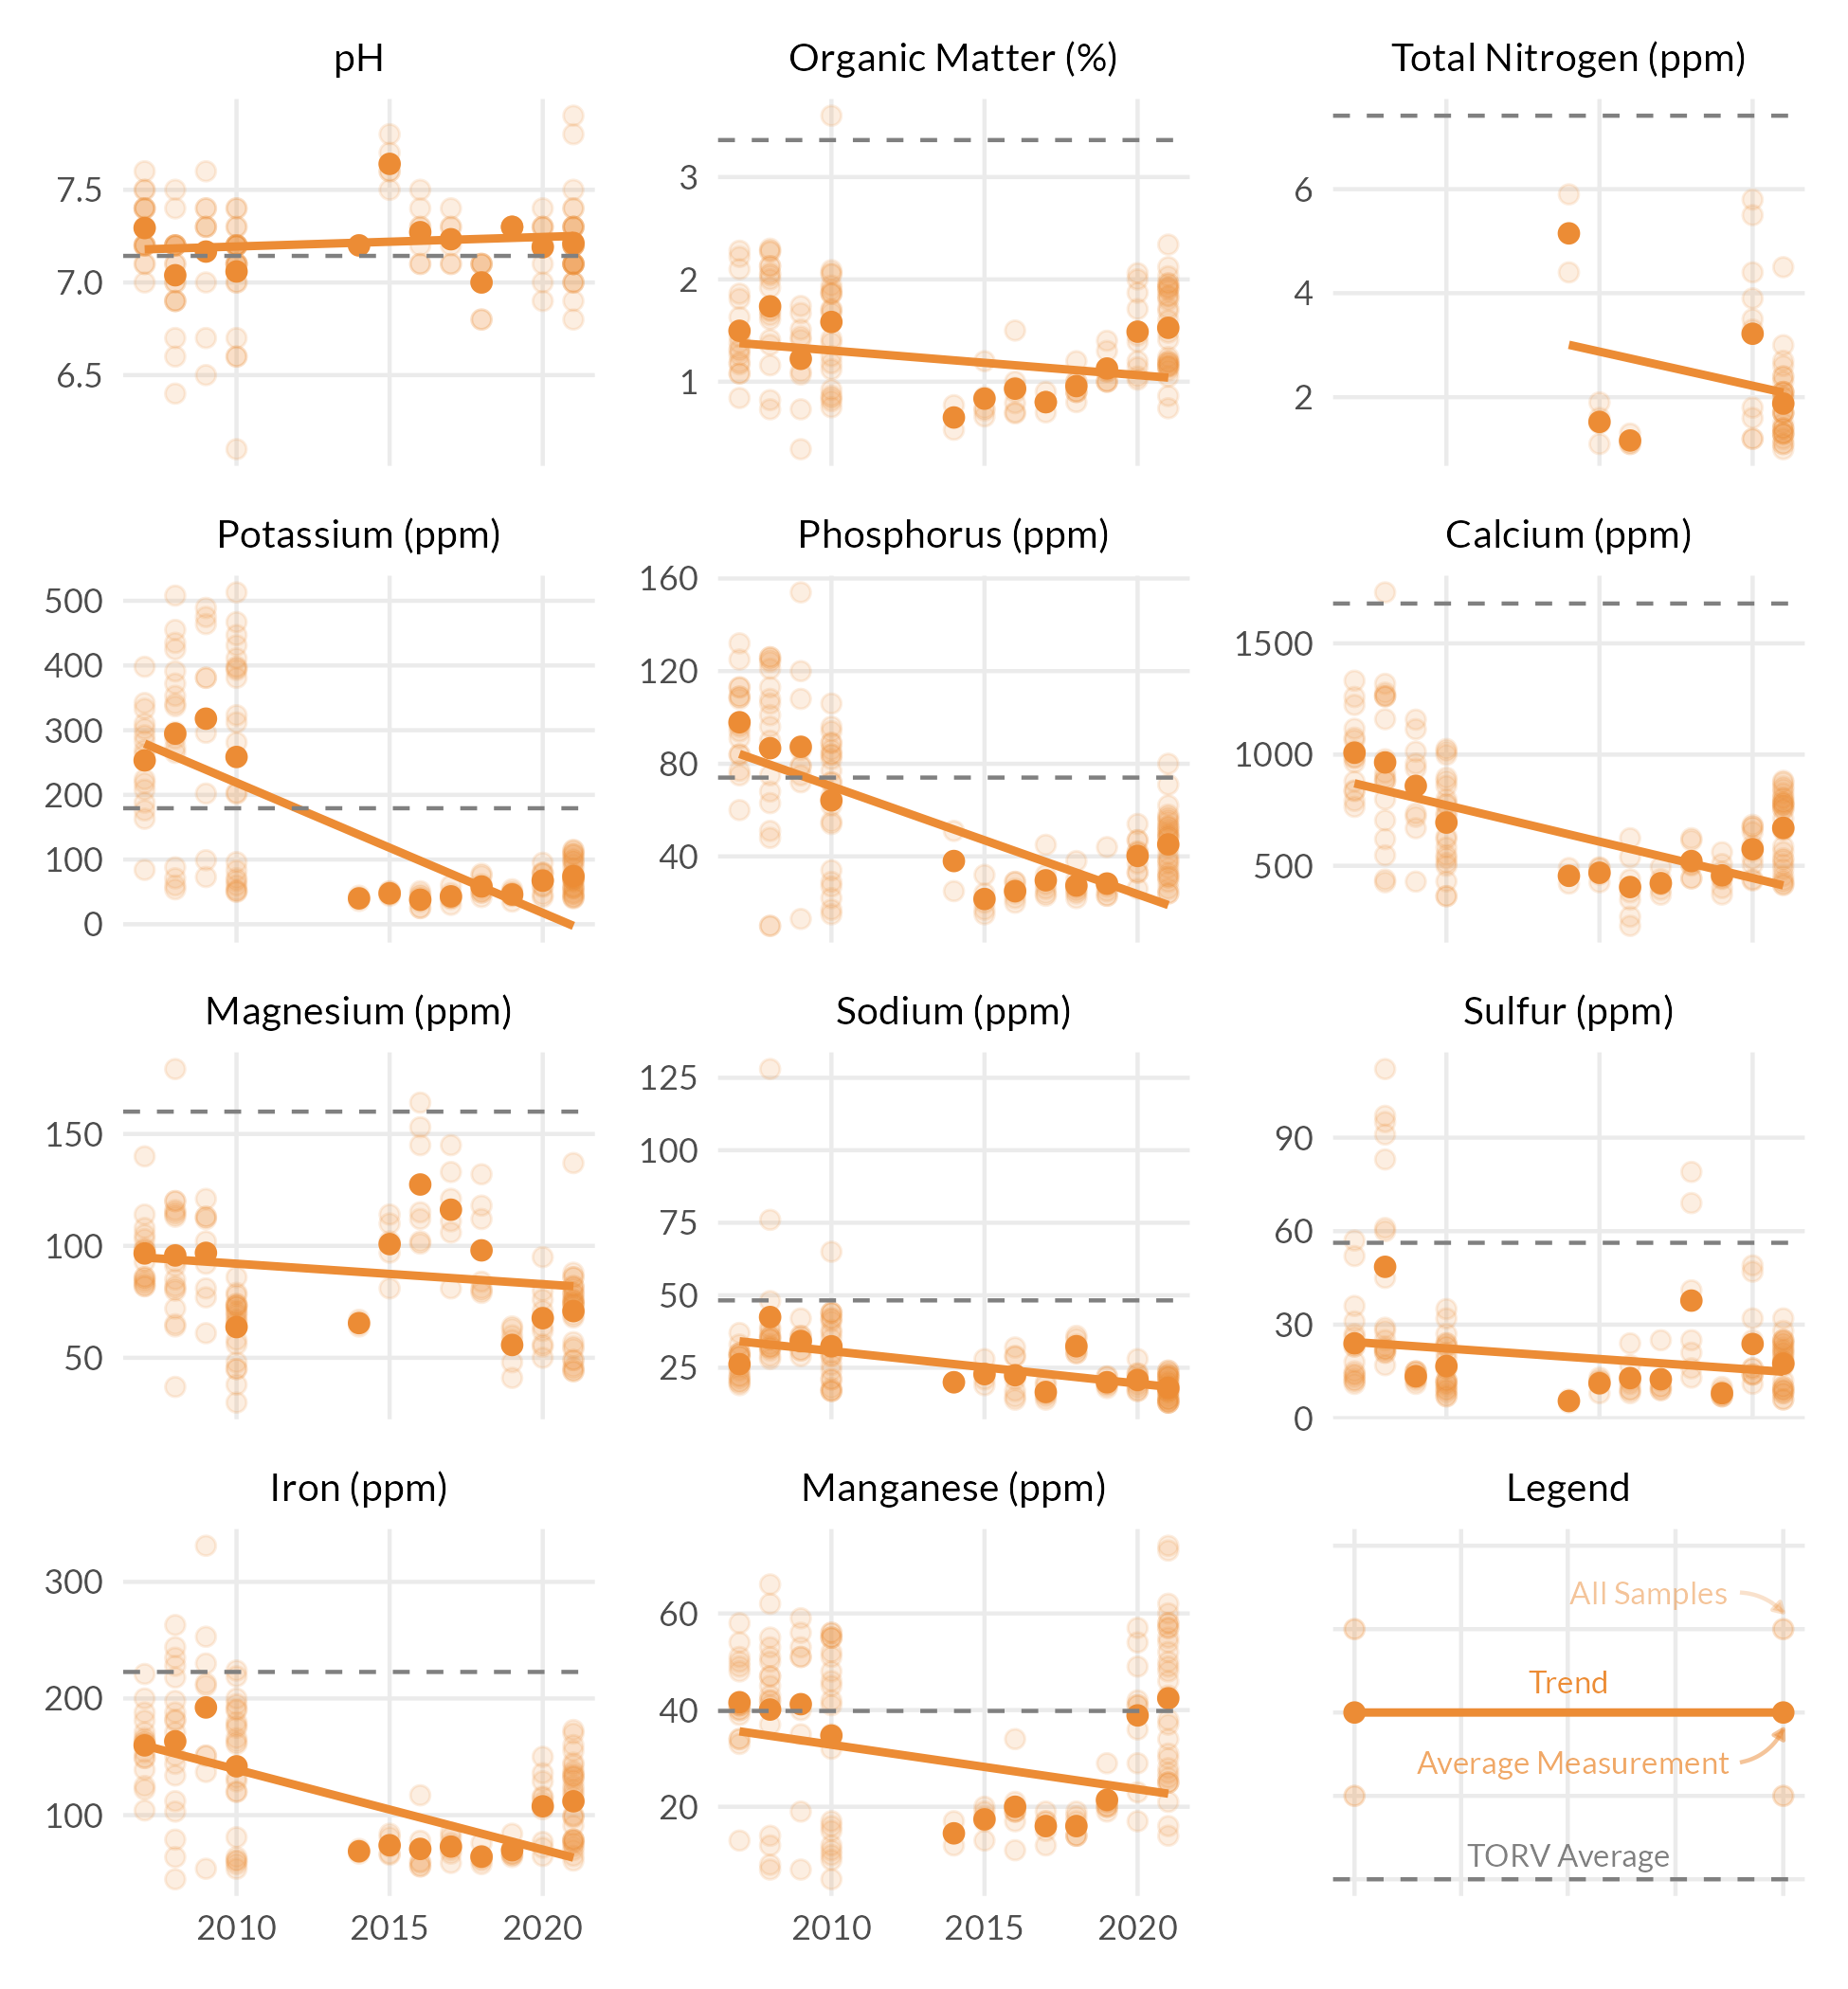 pH
Organic Matter (%)
Total Nitrogen (ppm)
7.5
7.0
6.5
3
2
1
6
4
2
Potassium (ppm)
Phosphorus (ppm)
Calcium (ppm)
500
400
300
200
100
0
160
120
80
40
1500
1000
500
Magnesium (ppm)
Sodium (ppm)
Sulfur (ppm)
150
100
50
125
100
75
50
25
90
60
30
0
Iron (ppm)
Manganese (ppm)
Legend
300
200
100
60
40
20
All Samples
Trend
Average Measurement
TORV Average
2010
2015
2020
2010
2015
2020